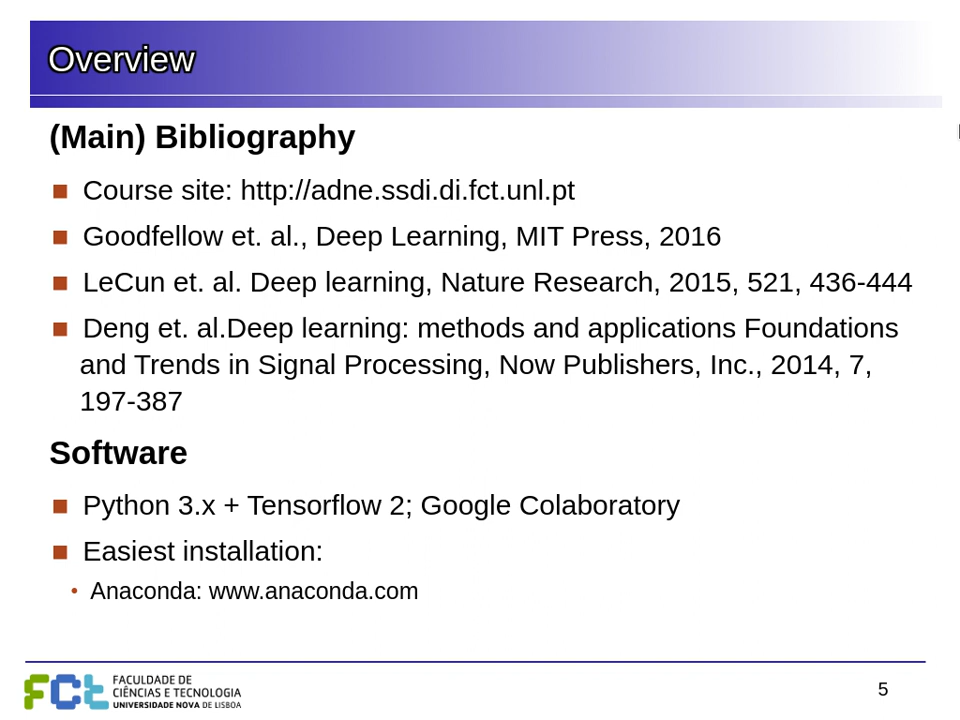 Overview
(Main) Bibliography
Course site: http://adne.ssdi.di.fct.unl.pt
Goodfellow et. al., Deep Learning, MIT Press, 2016
LeCun et. al. Deep learning, Nature Research, 2015, 521, 436-444
Deng et. al.Deep learning: methods and applications Foundations
and Trends in Signal Processing, Now Publishers, Inc., 2014, 7,
197-387
Software
Python 3.x + Tensorflow 2; Google Colaboratory
Easiest installation:
Anaconda: www.anaconda.com
FCt
FACULDADE DE
CIÊNCIAS E TECNOLOGIA
UNIVERSIDADE NOVA DE LISBOA
5